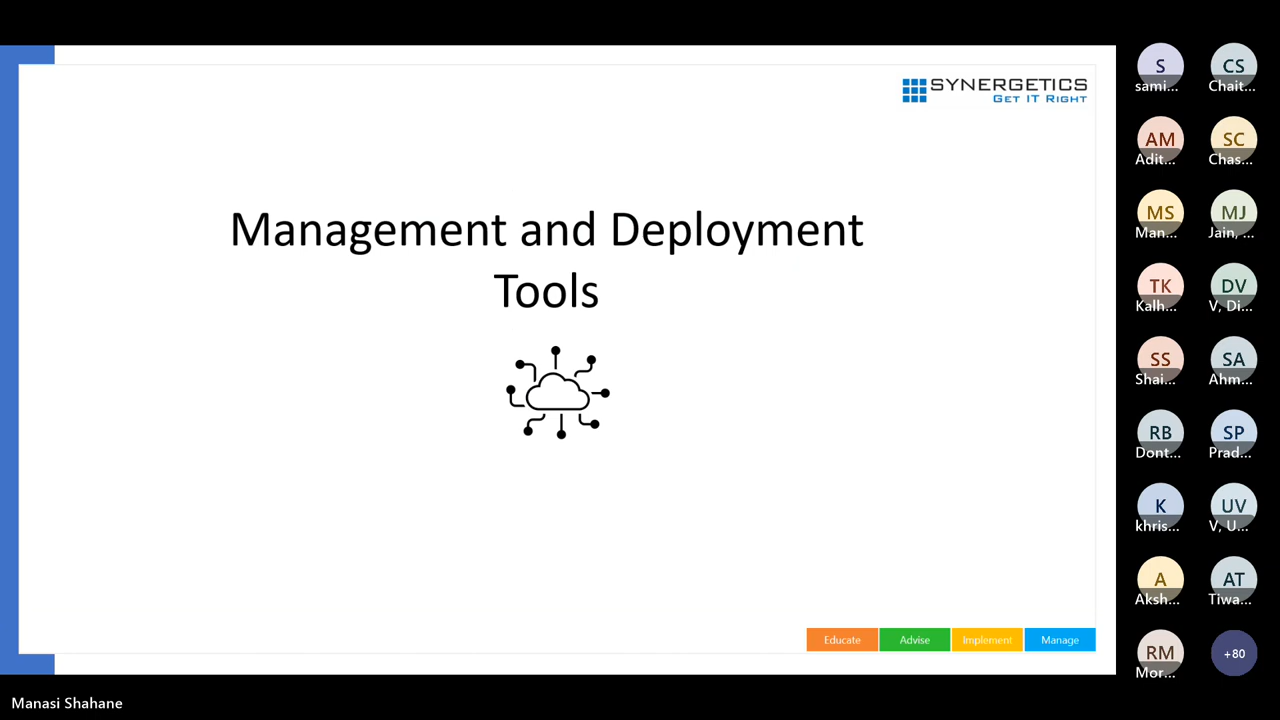 SYNERGETICS
GET IT RIGHT
Management and Deployment
Tools
Educate
Advise
Implement
Manage
S
sami...
CS
Chait...
AM
Adit...
SC
Chas...
MS
Man...
MJ
Jain, ...
TK
Kalh...
DV
V, Di...
SS
Shai...
SA
Ahm...
RB
Dont...
SP
Prad...
K
khris...
UV
V, U...
A
Aksh...
AT
Tiwa...
RM
Mor...
+80
Manasi Shahane